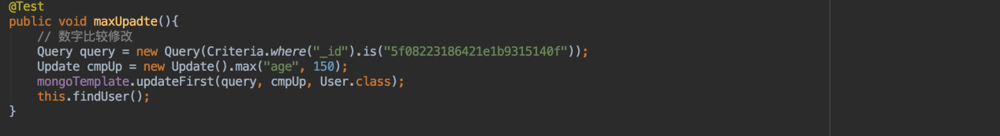 @Test
public void maxUpadte(){
// 数字比较修改
Query query = new Query(Criteria.where("_id").is("5f08223186421e1b9315140f"));
Update cmpUp = new Update().max("age", 150);
mongoTemplate.updateFirst(query, cmpUp, User.class);
this.findUser();
}